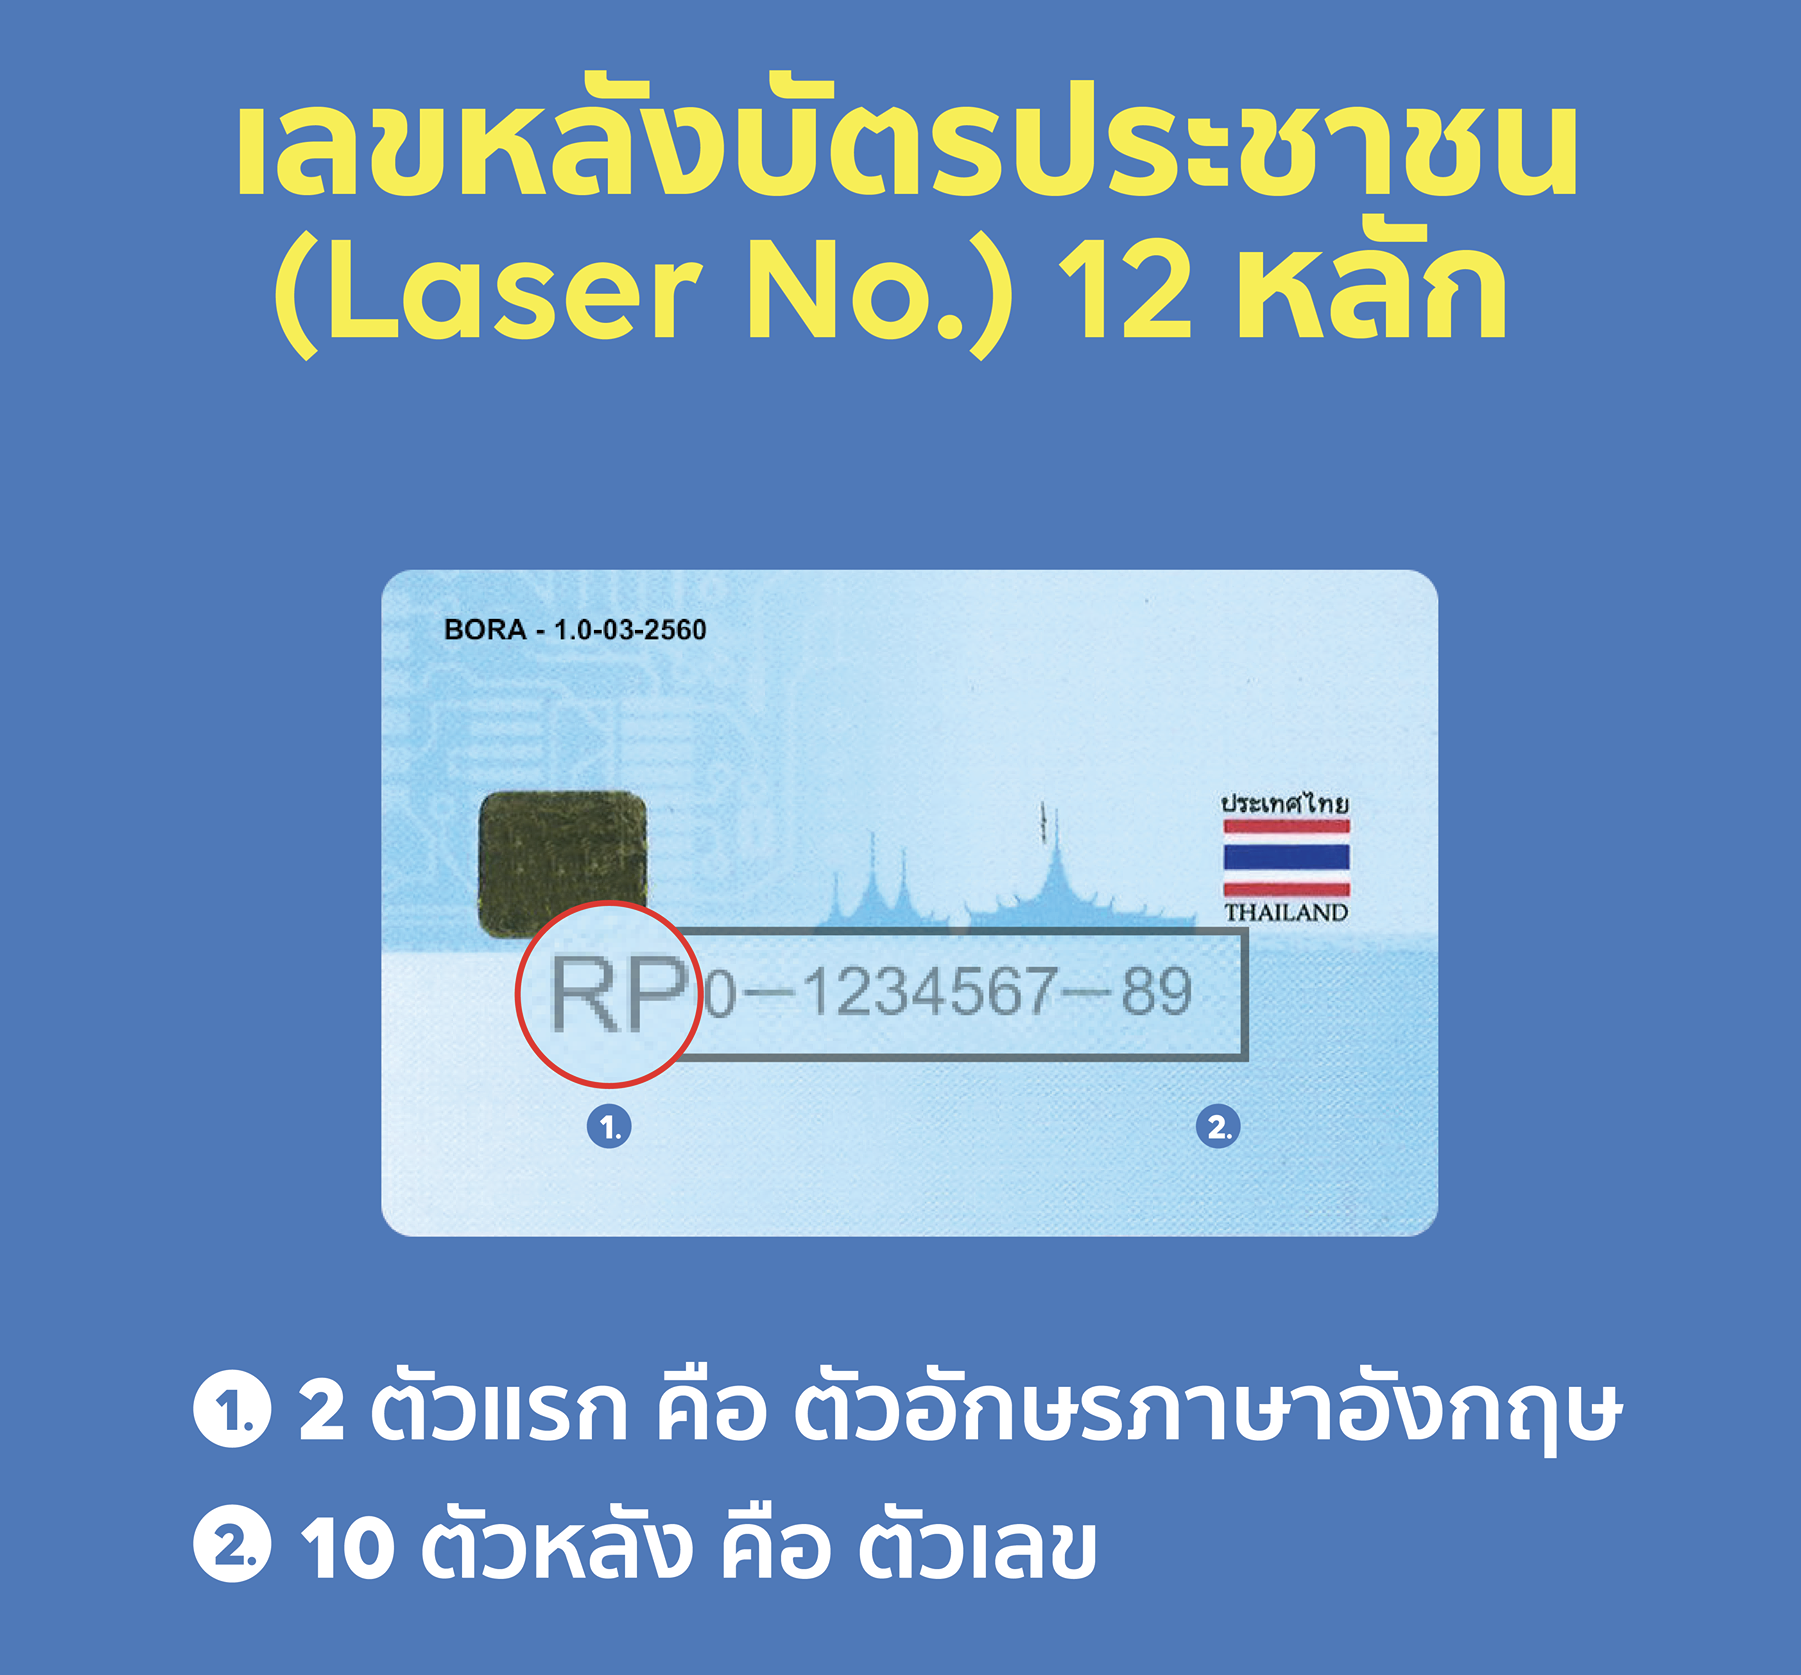 เลขหลังบัตรประชาชน
(Laser No.) 12 หลัก
BORA - 1.0-03-2560
ประเทศไทย
THAILAND
RP0-1234567-89
1.
2.
1. 2 ตัวแรก คือ ตัวอักษรภาษาอังกฤษ
2. 10 ตัวหลัง คือ ตัวเลข